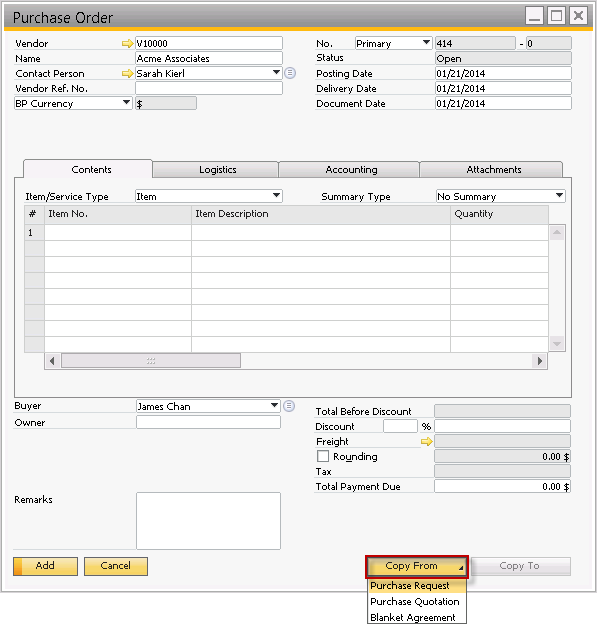 Purchase Order
Vendor V10000 No. Primary 414 - 0
Name Acme Associates Status Open
Contact Person Sarah Kierl Posting Date 01/21/2014
Vendor Ref. No. Delivery Date 01/21/2014
BP Currency $ Document Date 01/21/2014
Contents Logistics Accounting Attachments
Item/Service Type Item Summary Type No Summary
# Item No. Item Description Quantity
1
Buyer James Chan Total Before Discount
Owner Discount %
Freight
Rounding 0.00 $
Tax
Total Payment Due 0.00 $
Remarks
Add Cancel Copy From Copy To
Purchase Request
Purchase Quotation
Blanket Agreement